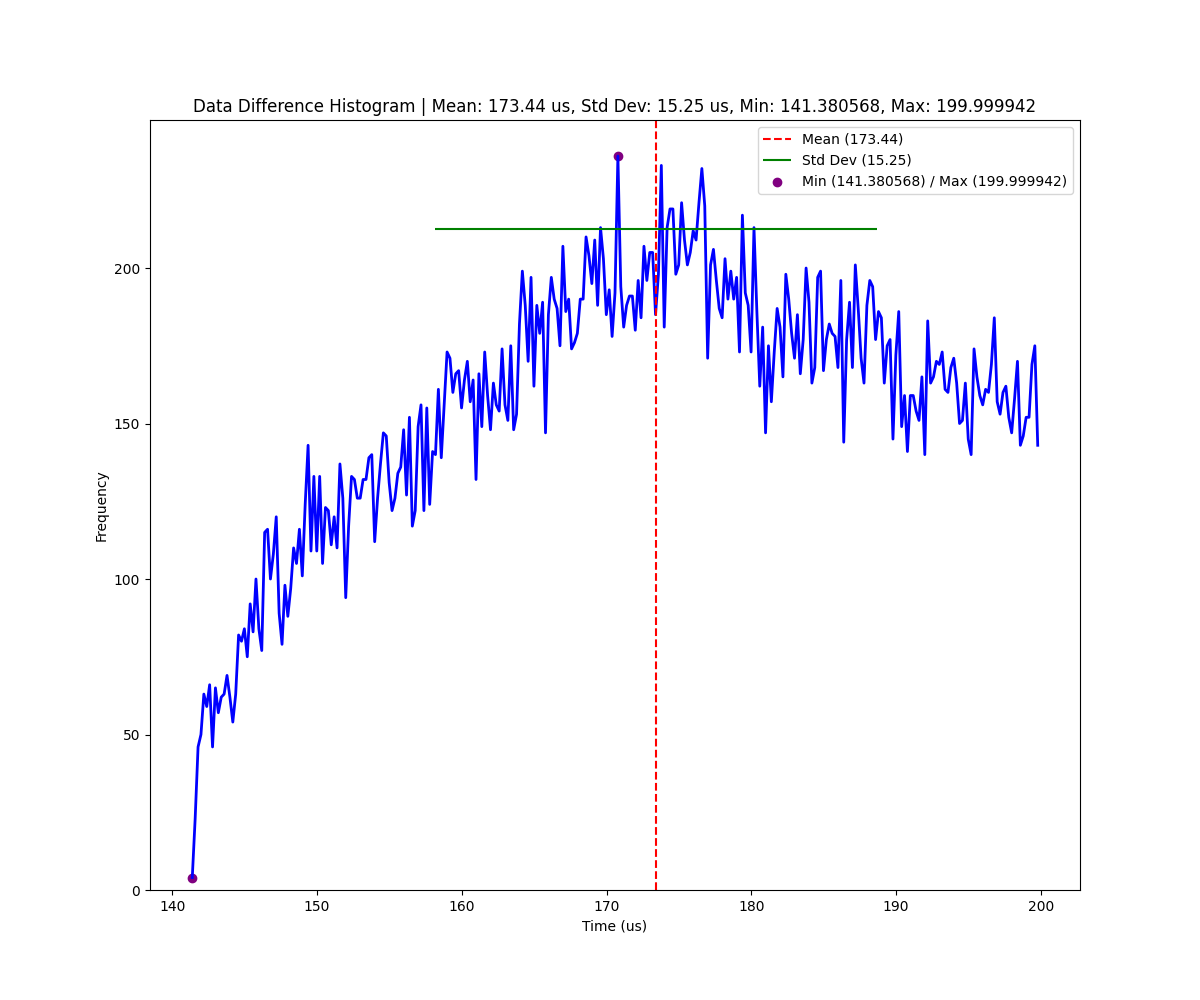 Data Difference Histogram | Mean: 173.44 us, Std Dev: 15.25 us, Min: 141.380568, Max: 199.999942
Mean (173.44)
Std Dev (15.25)
Min (141.380568) / Max (199.999942)
200
150
100
50
0
Frequency
140 150 160 170 180 190 200
Time (us)